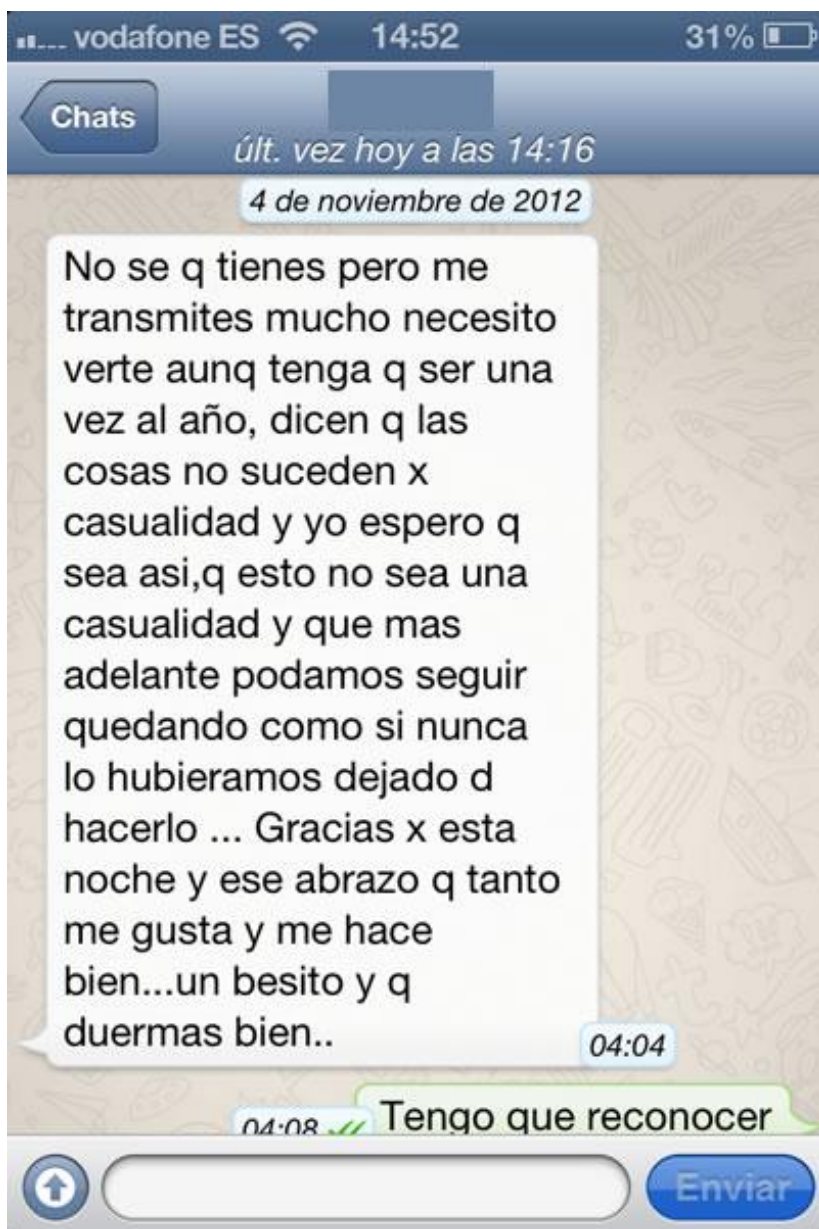 vodafone ES 14:52 31%
Chats
últ. vez hoy a las 14:16
4 de noviembre de 2012
No se q tienes pero me
transmites mucho necesito
verte aunq tenga q ser una
vez al año, dicen q las
cosas no suceden x
casualidad y yo espero q
sea asi,q esto no sea una
casualidad y que mas
adelante podamos seguir
quedando como si nunca
lo hubieramos dejado d
hacerlo ... Gracias x esta
noche y ese abrazo q tanto
me gusta y me hace
bien...un besito y q
duermas bien..
04:04
Tengo que reconocer
04:08
Enviar